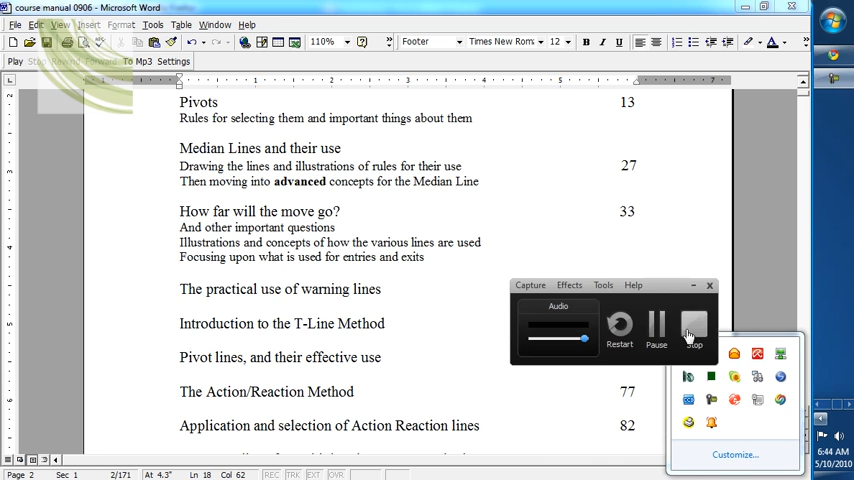 course manual 0906 - Microsoft Word
File Edit View Insert Format Tools Table Window Help
110% Footer Times New Rom 12 B I U
Play Stop Rewind Forward To Mp3 Settings
1 2 3 4 5 6 7
Pivots 13
Rules for selecting them and important things about them
Median Lines and their use
Drawing the lines and illustrations of rules for their use 27
Then moving into advanced concepts for the Median Line
How far will the move go? 33
And other important questions
Illustrations and concepts of how the various lines are used
Focusing upon what is used for entries and exits
The practical use of warning lines
Introduction to the T-Line Method
Pivot lines, and their effective use
The Action/Reaction Method 77
Application and selection of Action Reaction lines 82
Capture Effects Tools Help
Audio
Restart Pause Stop
Customize...
Page 2 Sec 1 2/171 At 4.3" Ln 18 Col 62 REC TRK EXT OVR
6:44 AM
5/10/2010